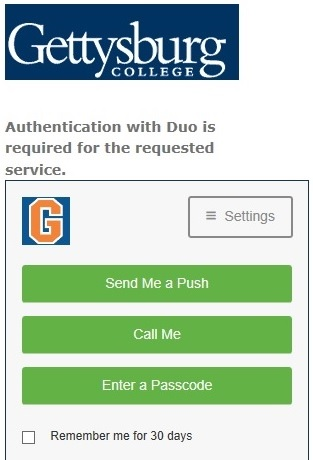 Gettysburg
COLLEGE
Authentication with Duo is
required for the requested
service.
G
≡ Settings
Send Me a Push
Call Me
Enter a Passcode
Remember me for 30 days